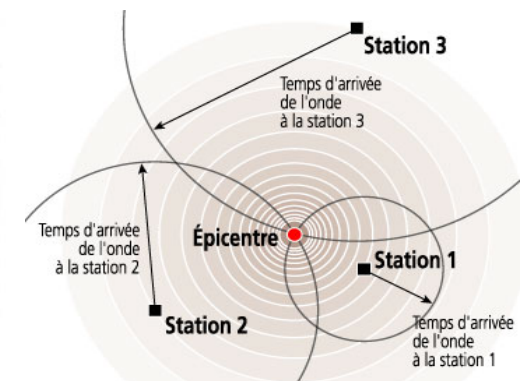 Station 3
Temps d'arrivée
de l'onde
à la station 3
Temps d'arrivée
de l'onde
à la station 2
Épicentre
Station 1
Station 2
Temps d'arrivée
de l'onde
à la station 1